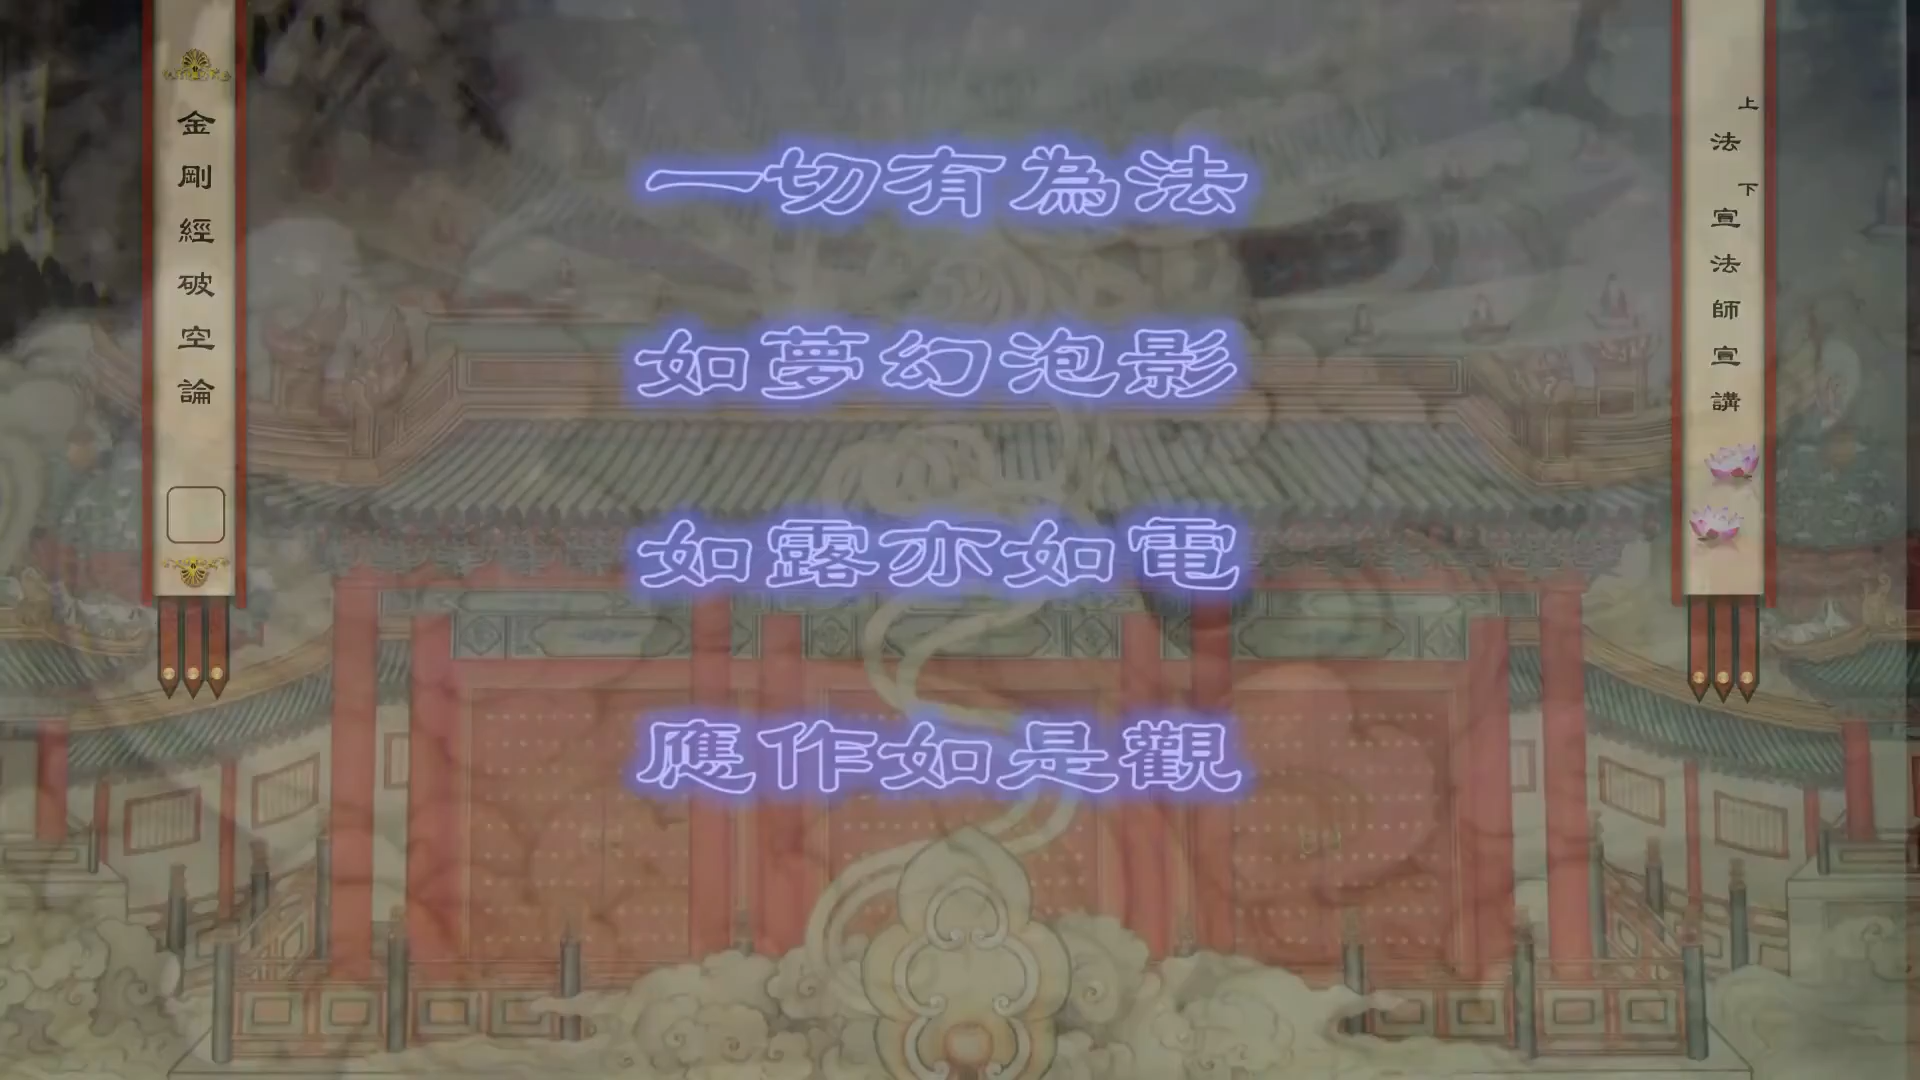 金剛經破空論
一切有為法
如夢幻泡影
如露亦如電
應作如是觀
上法下宣法師宣講